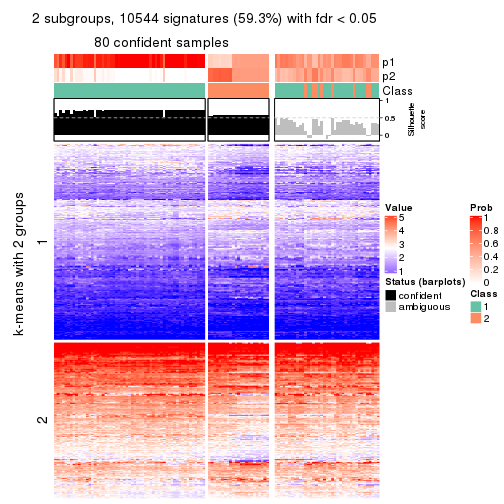 2 subgroups, 10544 signatures (59.3%) with fdr < 0.05
80 confident samples
p1
p2
Class
1
0.5
0
Silhouette
score
k-means with 2 groups
1
2
Value
5
4
3
2
1
Status (barplots)
confident
ambiguous
Prob
1
0.8
0.6
0.4
0.2
0
Class
1
2